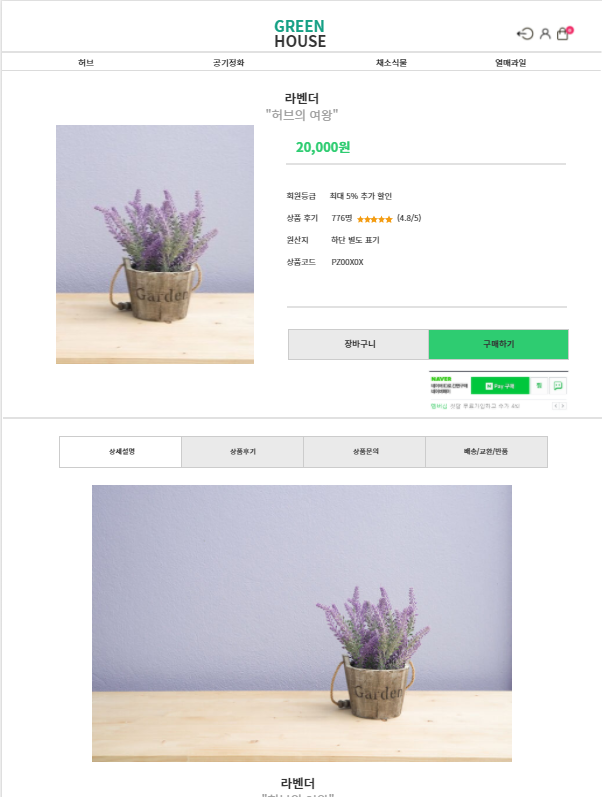 GREEN
HOUSE
허브 공기정화 채소식물 열매과일
라벤더
"허브의 여왕"
20,000원
회원등급 최대 5% 추가 할인
상품 후기 776명 ★★★★★ (4.8/5)
원산지 하단 별도 표기
상품코드 PZ00X0X
Garden
장바구니 구매하기
NAVER
Pay 구매 찜
상세설명 상품후기 상품문의 배송/교환/반품
Garden
라벤더